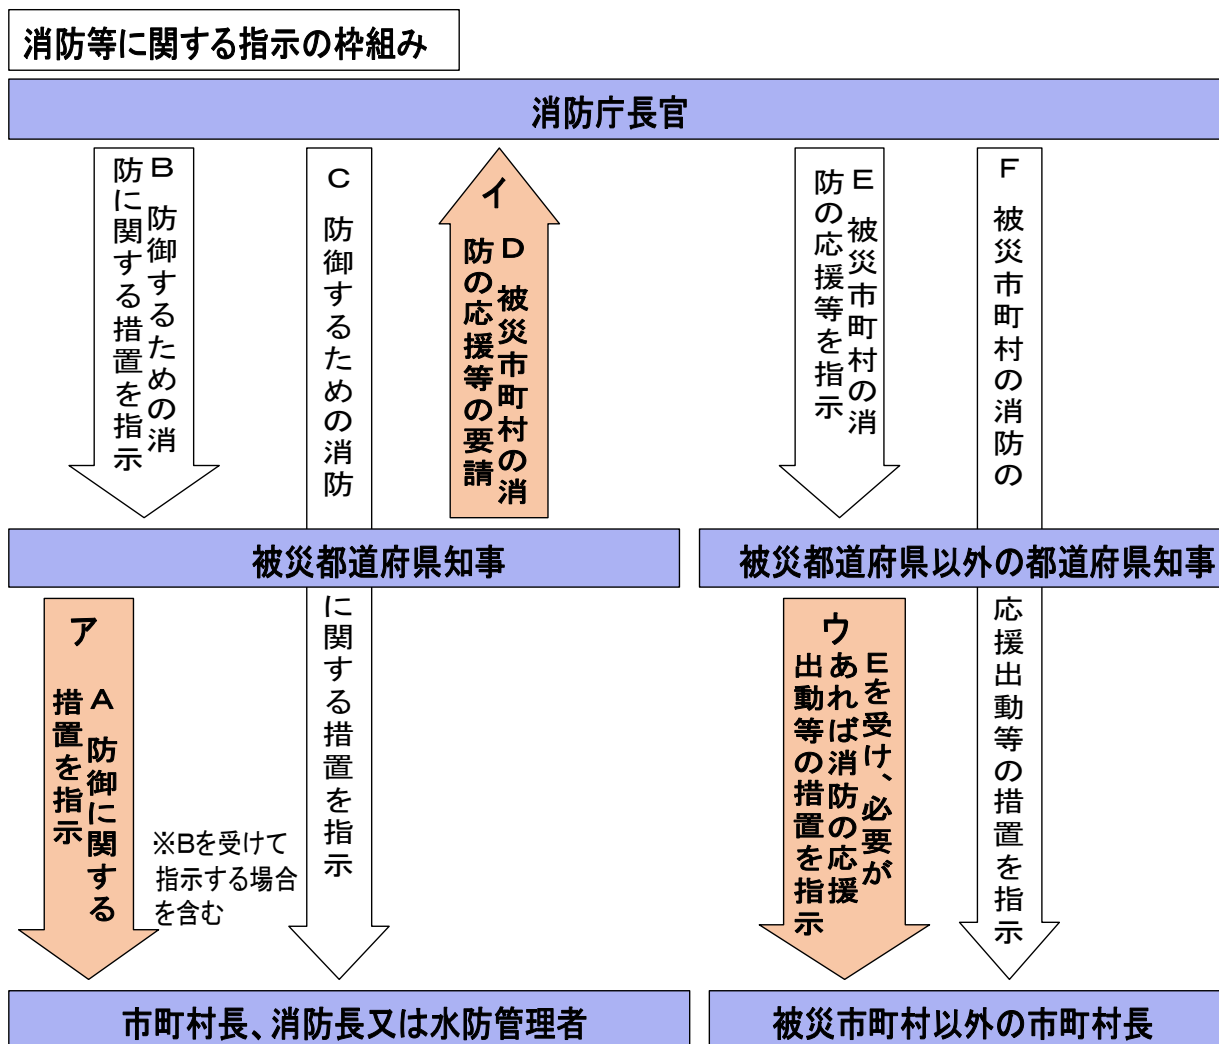 消防等に関する指示の枠組み
消防庁長官
B 防御するための消
防に関する措置を指示
C 防御するための消防
に関する措置を指示
イ
D 被災市町村の消
防の応援等の要請
E 被災市町村の消
防の応援等を指示
F 被災市町村の消防の
応援出動等の措置を指示
被災都道府県知事
被災都道府県以外の都道府県知事
ア
A 防御に関する
措置を指示
※Bを受けて
指示する場合
を含む
ウ
Eを受け、必要が
あれば消防の応援
出動等の措置を指示
市町村長、消防長又は水防管理者
被災市町村以外の市町村長